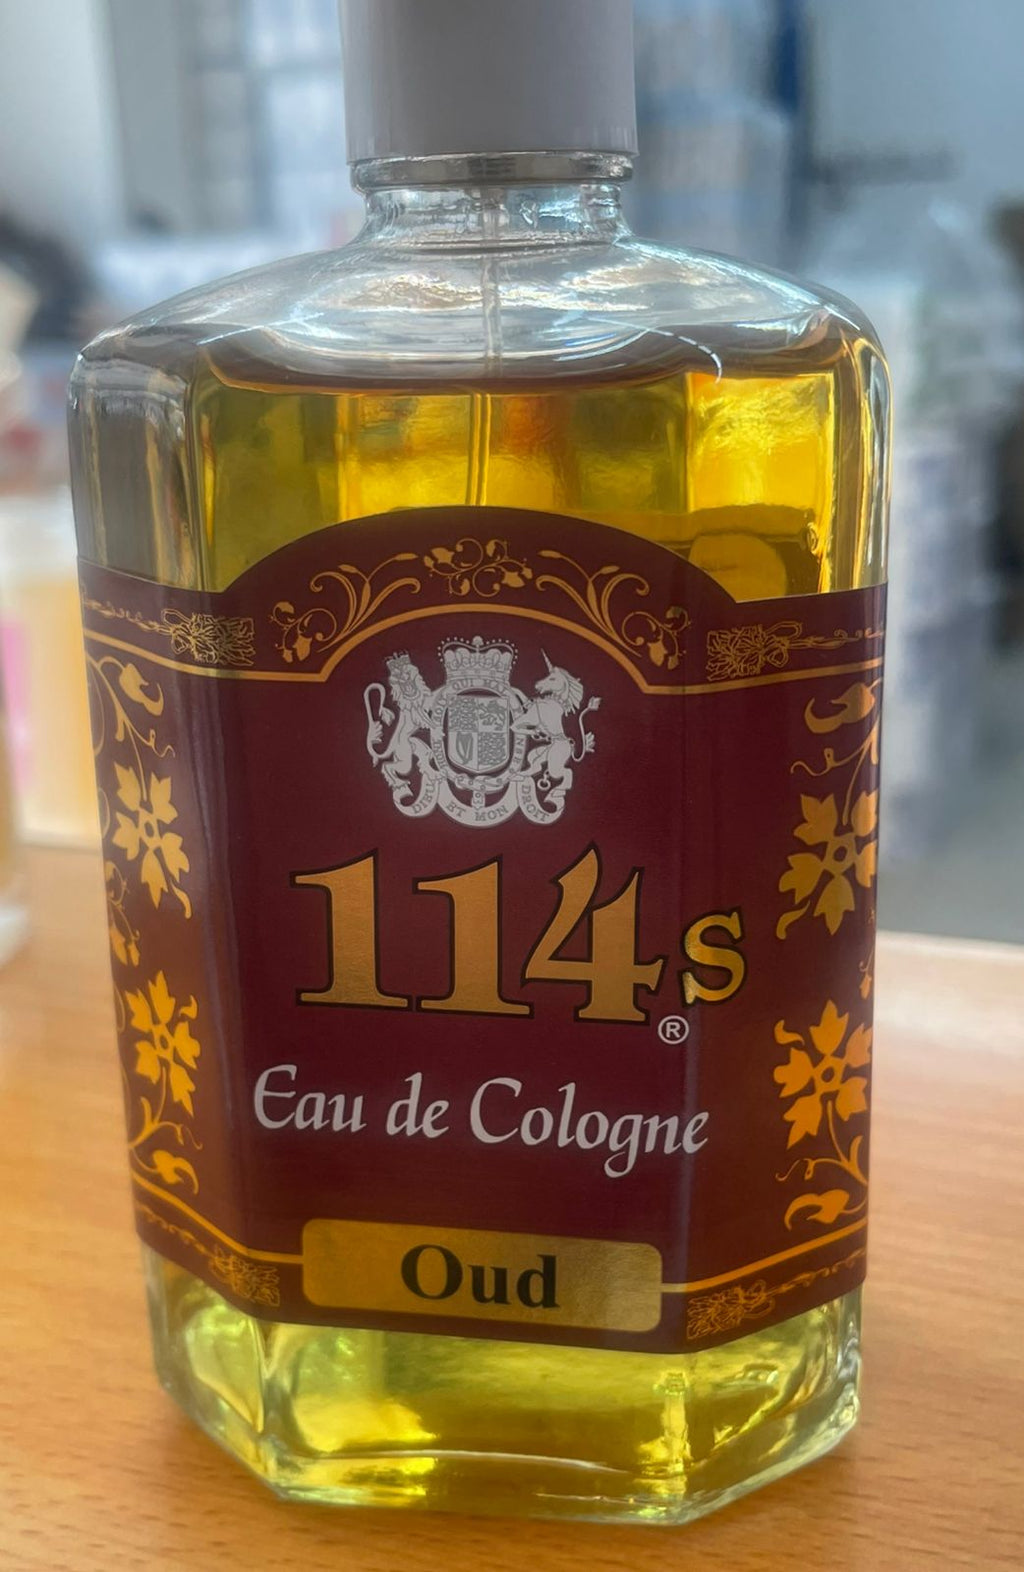 DIEU ET MON DROIT
114s®
Eau de Cologne
Oud